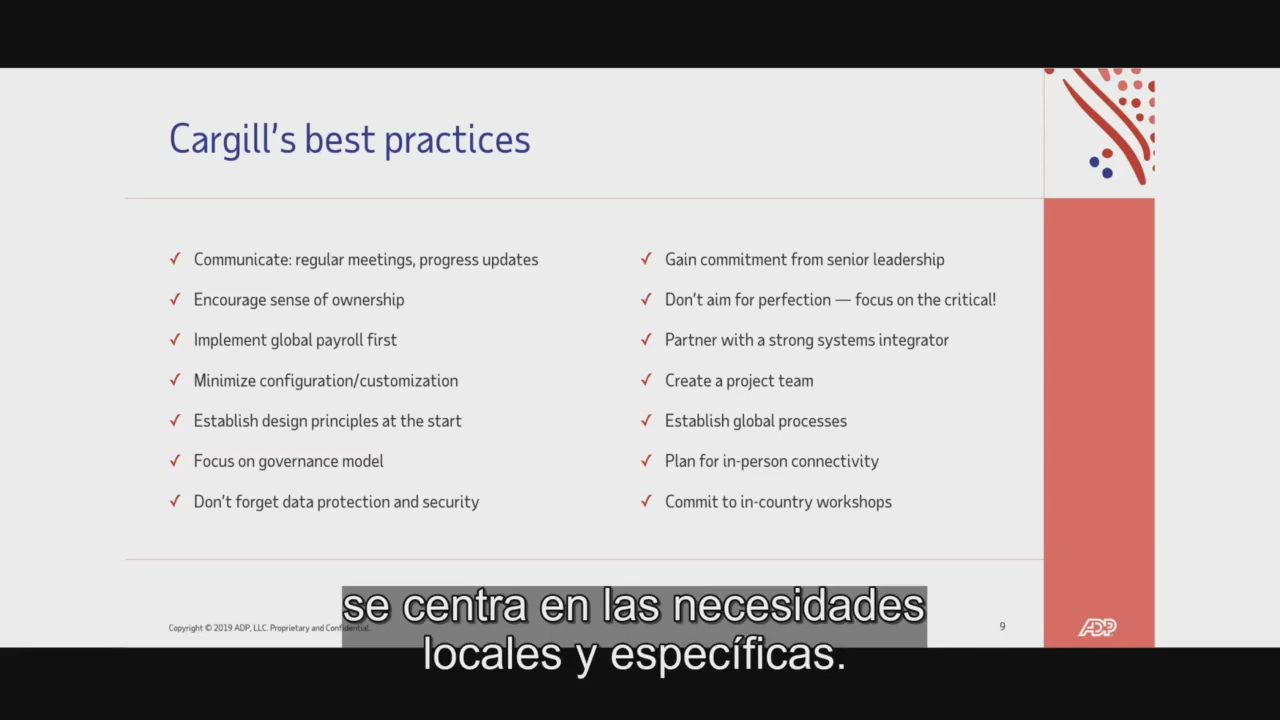 Cargill's best practices
✓ Communicate: regular meetings, progress updates
✓ Encourage sense of ownership
✓ Implement global payroll first
✓ Minimize configuration/customization
✓ Establish design principles at the start
✓ Focus on governance model
✓ Don't forget data protection and security
✓ Gain commitment from senior leadership
✓ Don't aim for perfection — focus on the critical!
✓ Partner with a strong systems integrator
✓ Create a project team
✓ Establish global processes
✓ Plan for in-person connectivity
✓ Commit to in-country workshops
Copyright © 2019 ADP, LLC. Proprietary and Confidential.
9
ADP
se centra en las necesidades
locales y específicas.